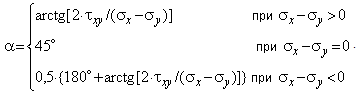 arctg[2·τxy/(σx−σy)] при σx−σy>0
α= 45° при σx−σy=0 ·
0,5·{180°+arctg[2·τxy/(σx−σy)]} при σx−σy<0